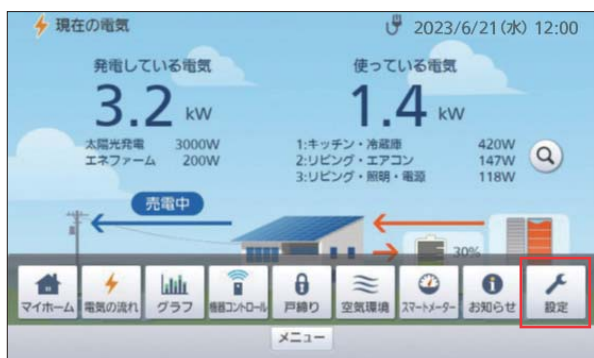 現在の電気
2023/6/21(水) 12:00
発電している電気
使っている電気
3.2 kW
1.4 kW
太陽光発電 3000W
エネファーム 200W
1:キッチン・冷蔵庫 420W
2:リビング・エアコン 147W
3:リビング・照明・電源 118W
売電中
30%
マイホーム 電気の流れ グラフ 機器コントロール 戸締り 空気環境 スマートメーター お知らせ 設定
メニュー